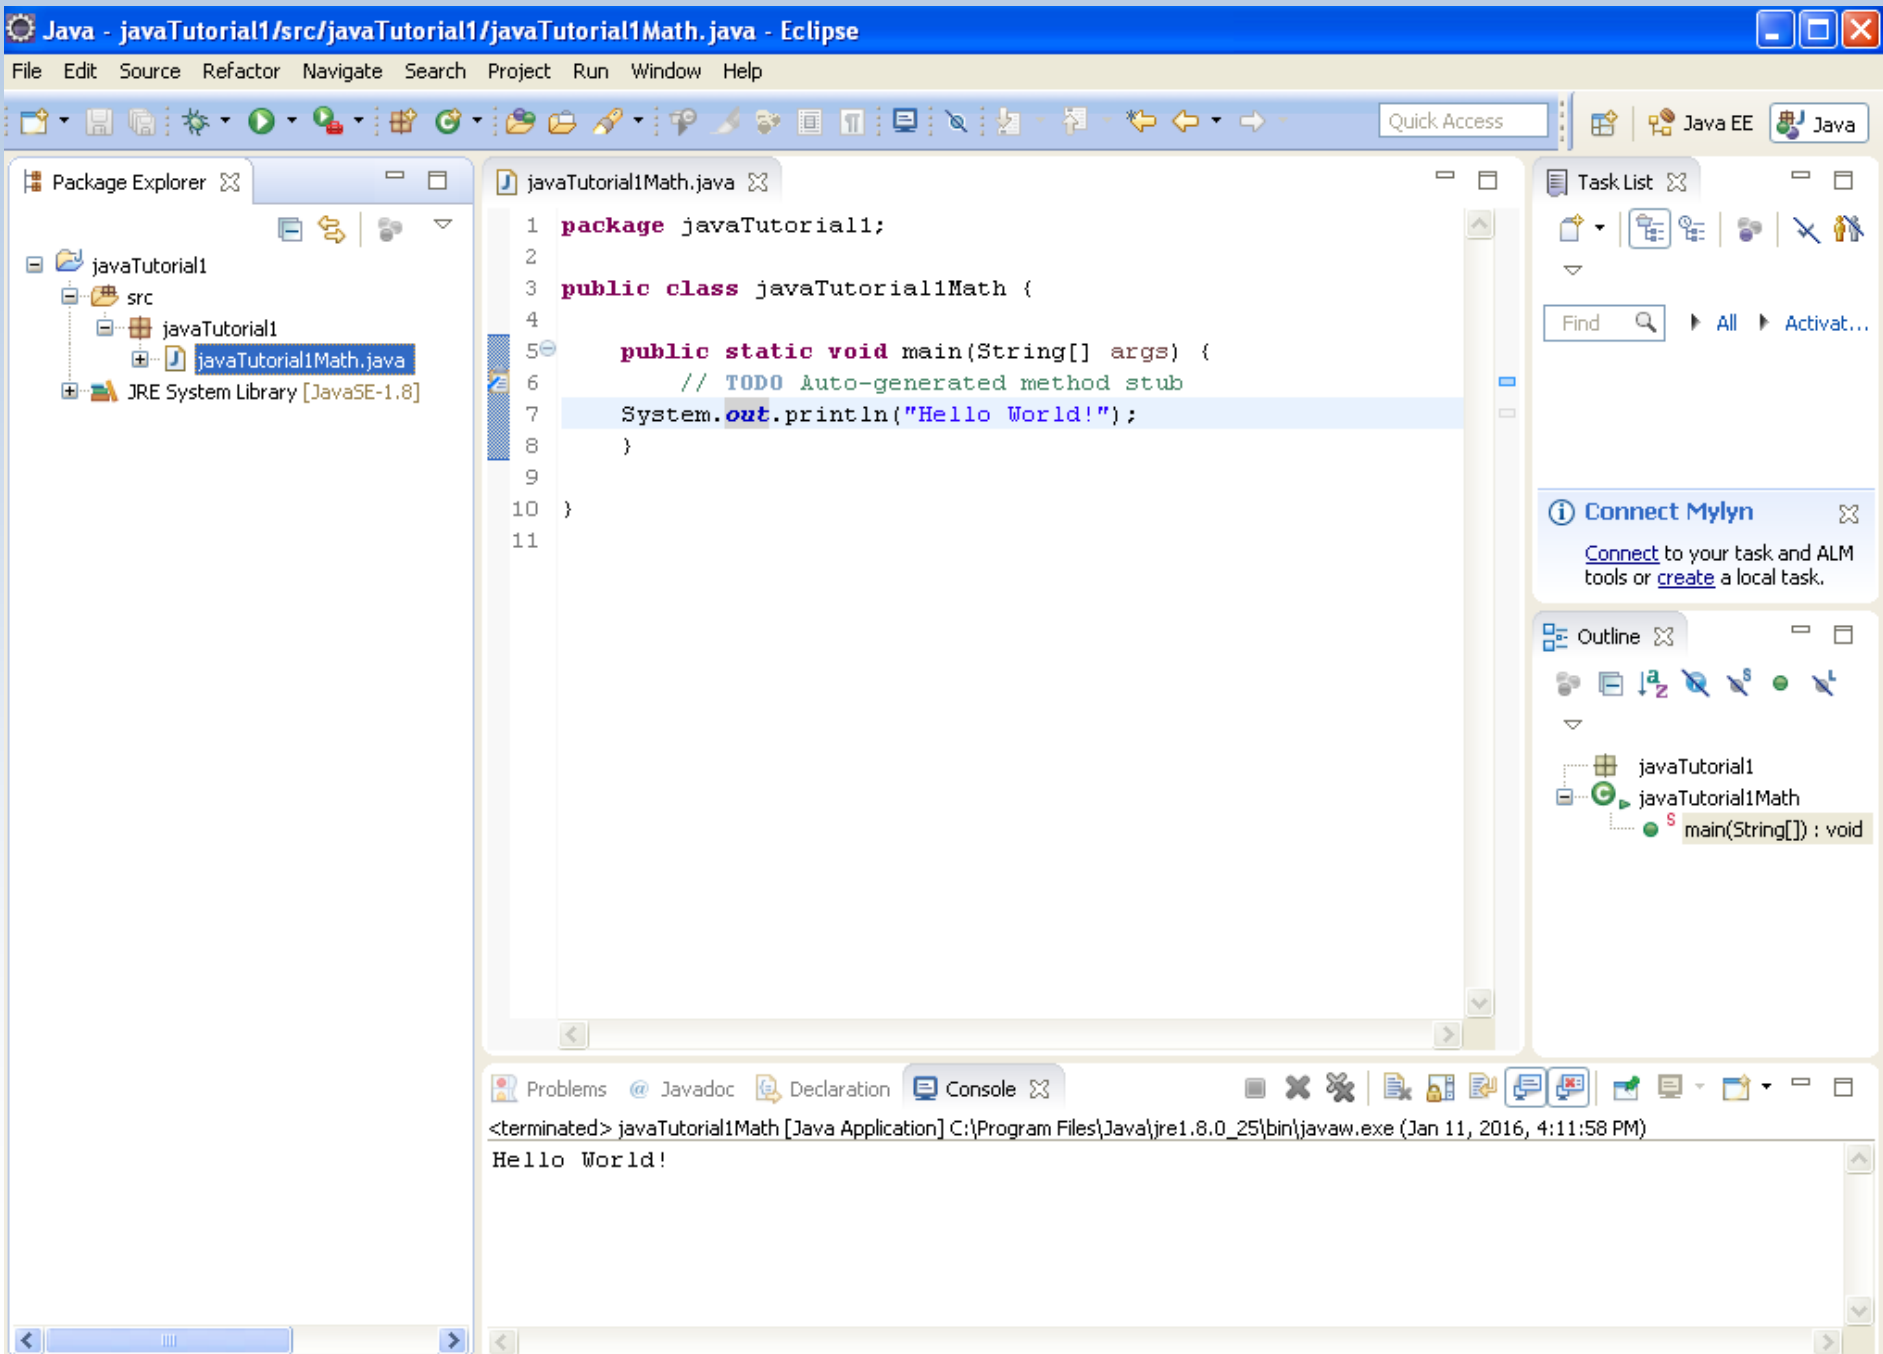 Java - javaTutorial1/src/javaTutorial1/javaTutorial1Math.java - Eclipse
File Edit Source Refactor Navigate Search Project Run Window Help
Quick Access
Java EE
Java
Package Explorer
javaTutorial1
src
javaTutorial1
javaTutorial1Math.java
JRE System Library [JavaSE-1.8]
javaTutorial1Math.java
1 package javaTutorial1;
2
3 public class javaTutorial1Math {
4
5 public static void main(String[] args) {
6 // TODO Auto-generated method stub
7 System.out.println("Hello World!");
8 }
9
10 }
11
Task List
Find
All
Activat...
Connect Mylyn
Connect to your task and ALM
tools or create a local task.
Outline
javaTutorial1
javaTutorial1Math
main(String[]) : void
Problems @ Javadoc Declaration Console
<terminated> javaTutorial1Math [Java Application] C:\Program Files\Java\jre1.8.0_25\bin\javaw.exe (Jan 11, 2016, 4:11:58 PM)
Hello World!